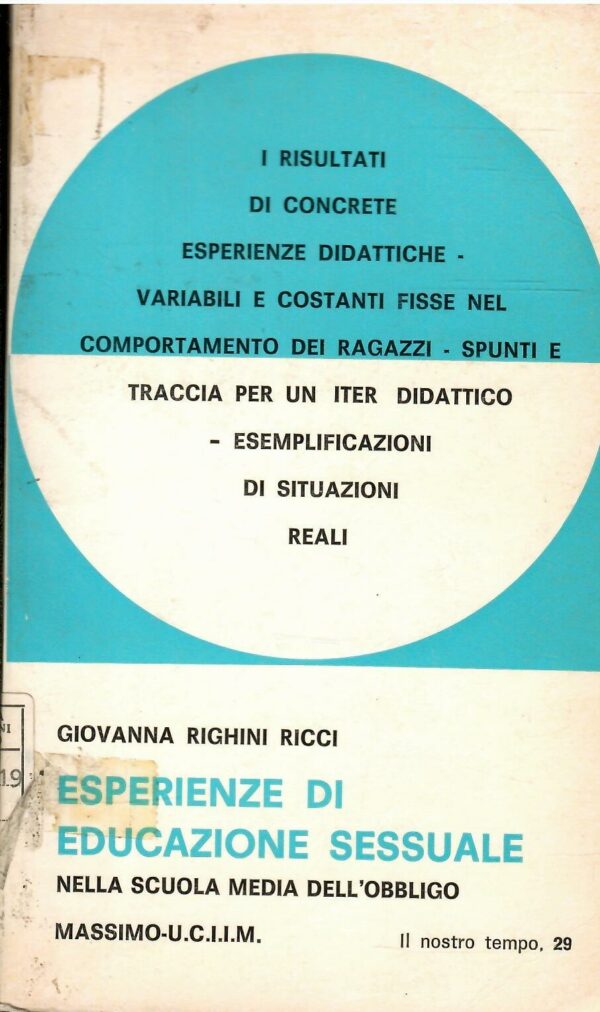 I RISULTATI
DI CONCRETE
ESPERIENZE DIDATTICHE -
VARIABILI E COSTANTI FISSE NEL
COMPORTAMENTO DEI RAGAZZI - SPUNTI E
TRACCIA PER UN ITER DIDATTICO
- ESEMPLIFICAZIONI
DI SITUAZIONI
REALI
GIOVANNA RIGHINI RICCI
ESPERIENZE DI
EDUCAZIONE SESSUALE
NELLA SCUOLA MEDIA DELL'OBBLIGO
MASSIMO-U.C.I.I.M.
Il nostro tempo, 29
NI
19